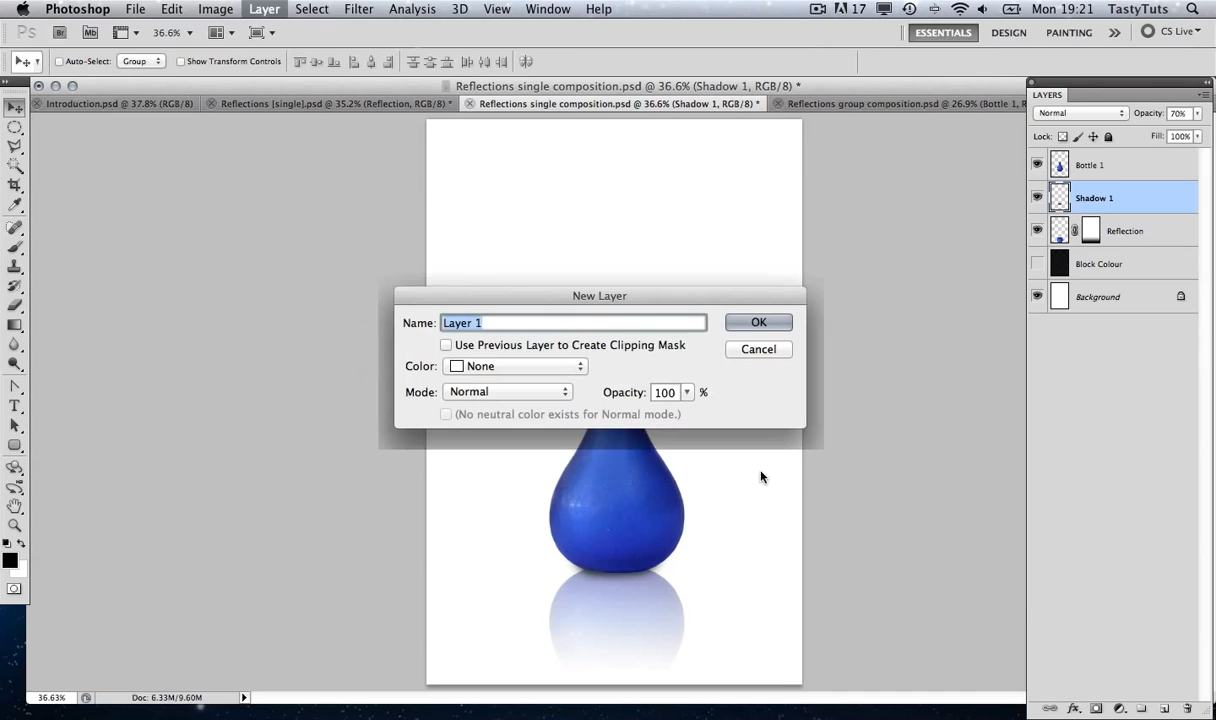 Photoshop File Edit Image Layer Select Filter Analysis 3D View Window Help 17 Mon 19:21 TastyTuts
Ps Br Mb 36.6% ESSENTIALS DESIGN PAINTING >> CS Live
Auto-Select: Group Show Transform Controls
Reflections single composition.psd @ 36.6% (Shadow 1, RGB/8) *
Introduction.psd @ 37.8% (RGB/8) Reflections [single].psd @ 35.2% (Reflection, RGB/8) * Reflections single composition.psd @ 36.6% (Shadow 1, RGB/8) * Reflections group composition.psd @ 26.9% (Bottle 1, R
LAYERS
Normal Opacity: 70%
Lock: Fill: 100%
Bottle 1
Shadow 1
Reflection
Block Colour
Background
New Layer
Name: Layer 1 OK
Use Previous Layer to Create Clipping Mask Cancel
Color: None
Mode: Normal Opacity: 100 %
(No neutral color exists for Normal mode.)
36.63% Doc: 6.33M/9.60M
fx